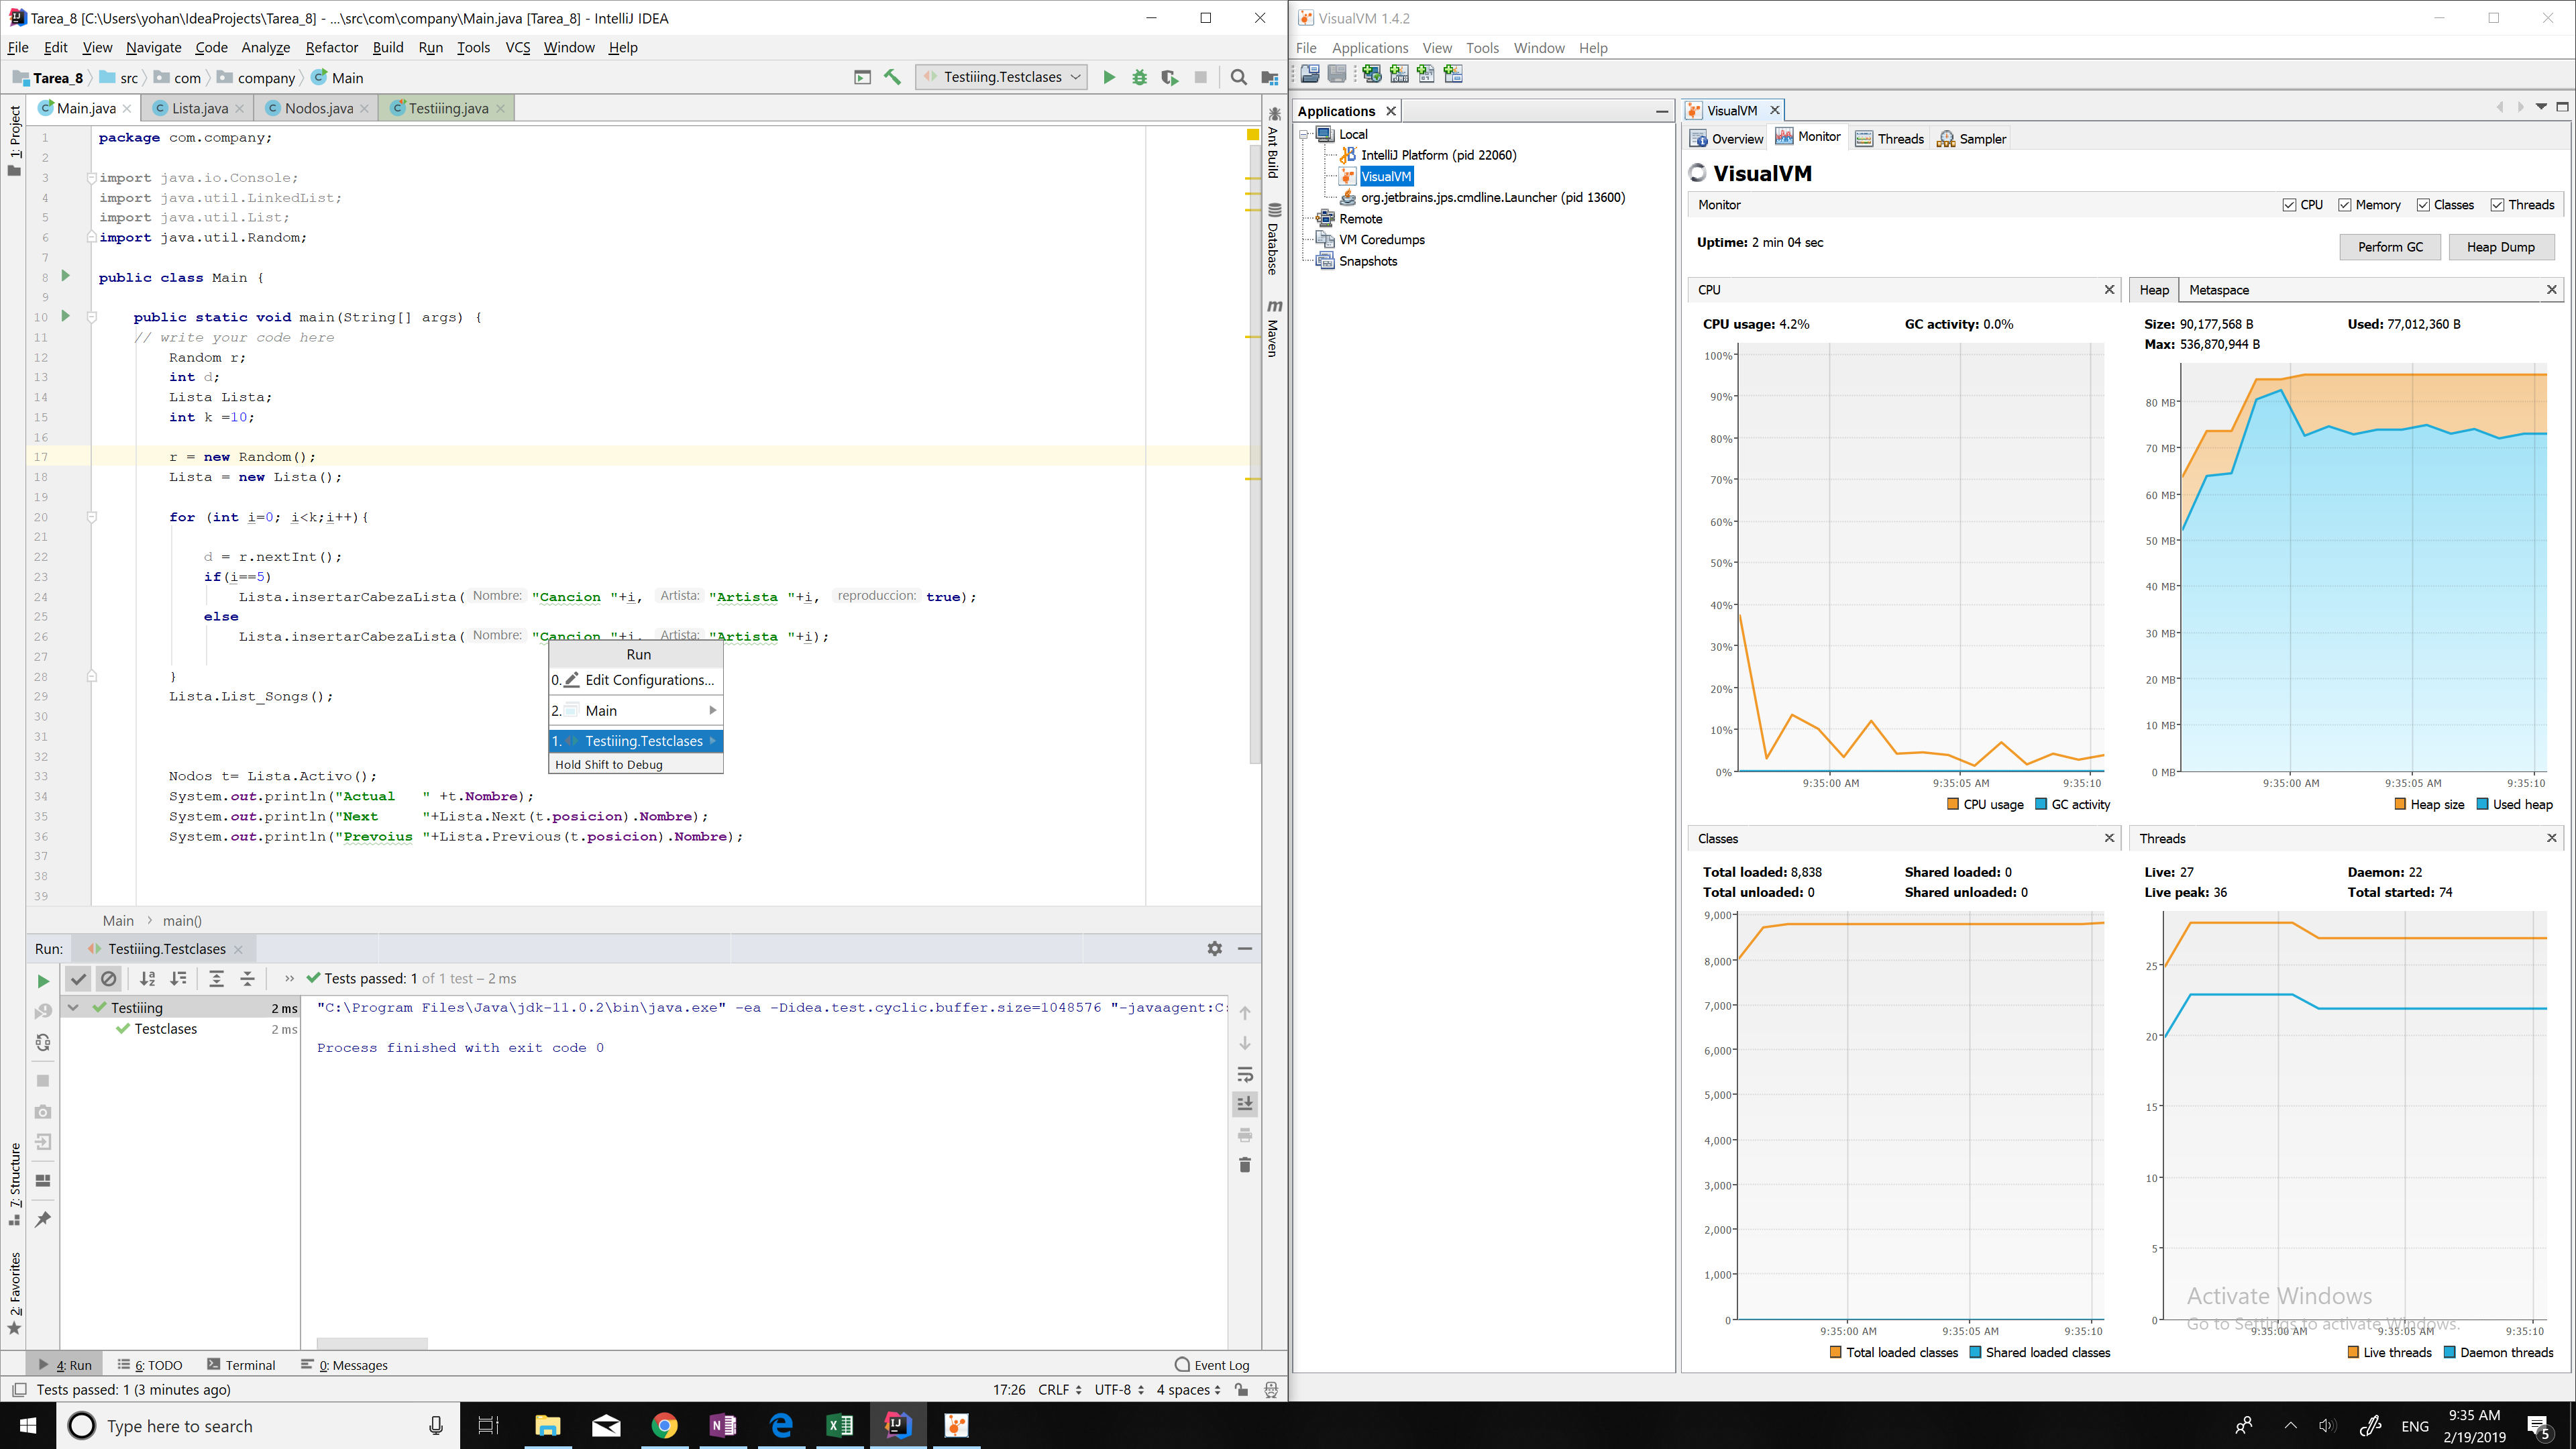 Tarea_8 [C:\Users\yohan\IdeaProjects\Tarea_8] - ...\src\com\company\Main.java [Tarea_8] - IntelliJ IDEA
File Edit View Navigate Code Analyze Refactor Build Run Tools VCS Window Help
Tarea_8 src com company Main
Testiiing.Testclases
Main.java Lista.java Nodos.java Testiiing.java
1: Project
7: Structure
2: Favorites
1 package com.company;
2
3 import java.io.Console;
4 import java.util.LinkedList;
5 import java.util.List;
6 import java.util.Random;
7
8 public class Main {
9
10 public static void main(String[] args) {
11 // write your code here
12 Random r;
13 int d;
14 Lista Lista;
15 int k =10;
16
17 r = new Random();
18 Lista = new Lista();
19
20 for (int i=0; i<k;i++){
21
22 d = r.nextInt();
23 if(i==5)
24 Lista.insertarCabezaLista( Nombre: "Cancion "+i, Artista: "Artista "+i, reproduccion: true);
25 else
26 Lista.insertarCabezaLista( Nombre: "Cancion "+i, Artista: "Artista "+i);
27
28 }
29 Lista.List_Songs();
30
31
32
33 Nodos t= Lista.Activo();
34 System.out.println("Actual " +t.Nombre);
35 System.out.println("Next "+Lista.Next(t.posicion).Nombre);
36 System.out.println("Prevoius "+Lista.Previous(t.posicion).Nombre);
37
38
39
Run
0. Edit Configurations...
2. Main
1. Testiiing.Testclases
Hold Shift to Debug
Ant Build
Database
m Maven
Main > main()
Run: Testiiing.Testclases
» Tests passed: 1 of 1 test – 2 ms
Testiiing 2 ms
Testclases 2 ms
"C:\Program Files\Java\jdk-11.0.2\bin\java.exe" -ea -Didea.test.cyclic.buffer.size=1048576 "-javaagent:C:
Process finished with exit code 0
4: Run 6: TODO Terminal 0: Messages Event Log
Tests passed: 1 (3 minutes ago) 17:26 CRLF UTF-8 4 spaces
VisualVM 1.4.2
File Applications View Tools Window Help
Applications
Local
IntelliJ Platform (pid 22060)
VisualVM
org.jetbrains.jps.cmdline.Launcher (pid 13600)
Remote
VM Coredumps
Snapshots
VisualVM
Overview Monitor Threads Sampler
VisualVM
Monitor CPU Memory Classes Threads
Uptime: 2 min 04 sec
Perform GC Heap Dump
CPU
CPU usage: 4.2% GC activity: 0.0%
100%
90%
80%
70%
60%
50%
40%
30%
20%
10%
0%
9:35:00 AM 9:35:05 AM 9:35:10
CPU usage GC activity
Heap Metaspace
Size: 90,177,568 B Used: 77,012,360 B
Max: 536,870,944 B
80 MB
70 MB
60 MB
50 MB
40 MB
30 MB
20 MB
10 MB
0 MB
9:35:00 AM 9:35:05 AM 9:35:10
Heap size Used heap
Classes
Total loaded: 8,838 Shared loaded: 0
Total unloaded: 0 Shared unloaded: 0
9,000
8,000
7,000
6,000
5,000
4,000
3,000
2,000
1,000
0
9:35:00 AM 9:35:05 AM 9:35:10
Total loaded classes Shared loaded classes
Threads
Live: 27 Daemon: 22
Live peak: 36 Total started: 74
25
20
15
10
5
0
9:35:00 AM 9:35:05 AM 9:35:10
Live threads Daemon threads
Activate Windows
Go to Settings to activate Windows.
Type here to search
ENG
9:35 AM
2/19/2019
5